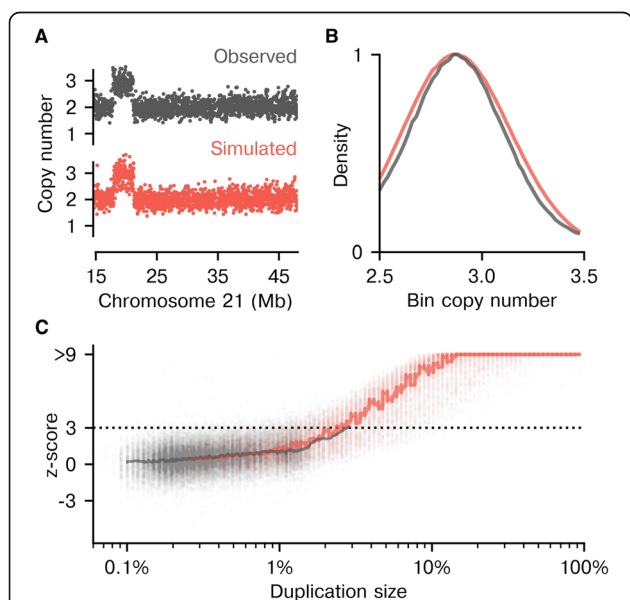 A
Observed
Copy number
3
2
1
Simulated
3
2
1
15 25 35 45
Chromosome 21 (Mb)
B
Density
1
0
2.5 3.0 3.5
Bin copy number
C
z-score
>9
3
0
-3
0.1% 1% 10% 100%
Duplication size